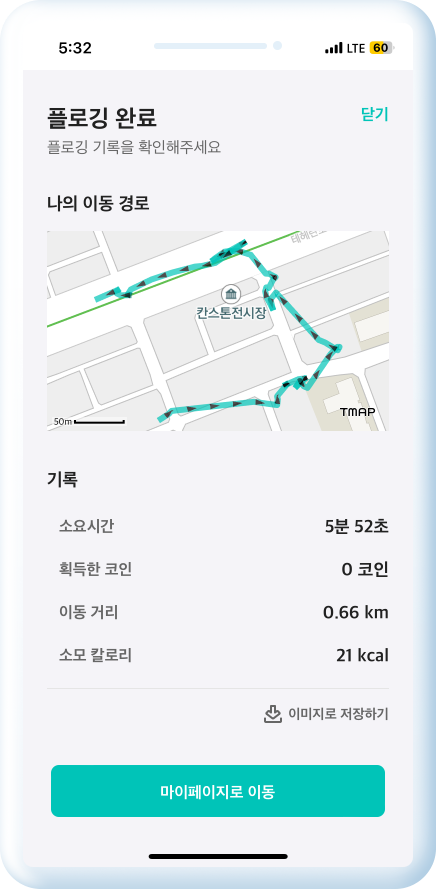 5:32
LTE 60
플로깅 완료
닫기
플로깅 기록을 확인해주세요
나의 이동 경로
칸스톤전시장
50m
TMAP
기록
소요시간 5분 52초
획득한 코인 0 코인
이동 거리 0.66 km
소모 칼로리 21 kcal
이미지로 저장하기
마이페이지로 이동